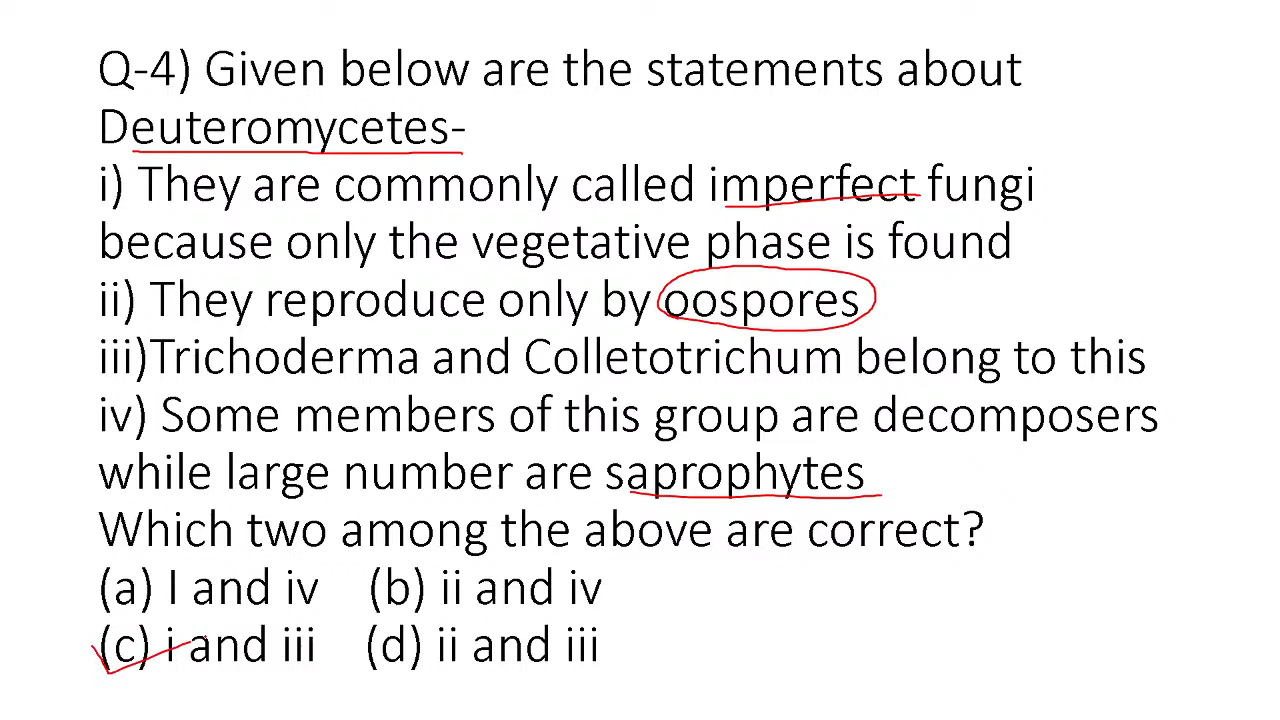 Q-4) Given below are the statements about
Deuteromycetes-
i) They are commonly called imperfect fungi
because only the vegetative phase is found
ii) They reproduce only by oospores
iii)Trichoderma and Colletotrichum belong to this
iv) Some members of this group are decomposers
while large number are saprophytes
Which two among the above are correct?
(a) I and iv (b) ii and iv
(c) i and iii (d) ii and iii